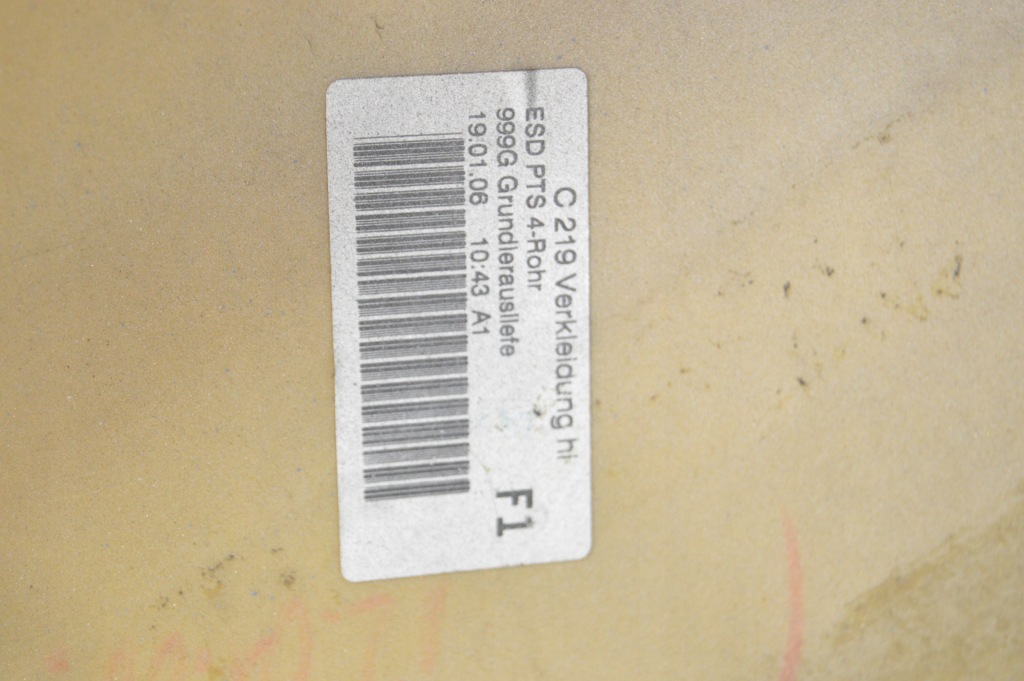 C 219 Verkleidung hi
ESD PTS 4-Rohr
999G Grundierausliefe
19.01.06 10:43 A1
F1